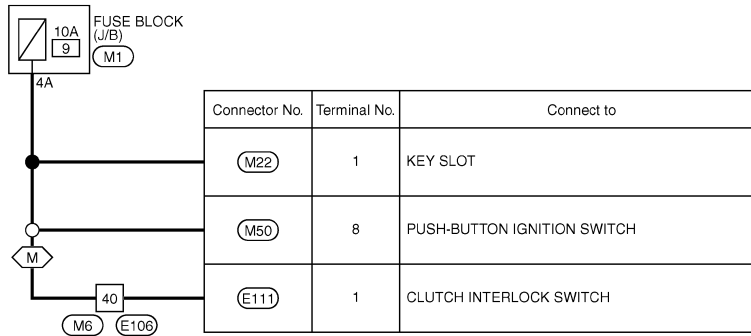 FUSE BLOCK
(J/B)
10A
9
M1
4A
Connector No. Terminal No. Connect to
M22 1 KEY SLOT
M50 8 PUSH-BUTTON IGNITION SWITCH
M
40 E111 1 CLUTCH INTERLOCK SWITCH
M6 E106